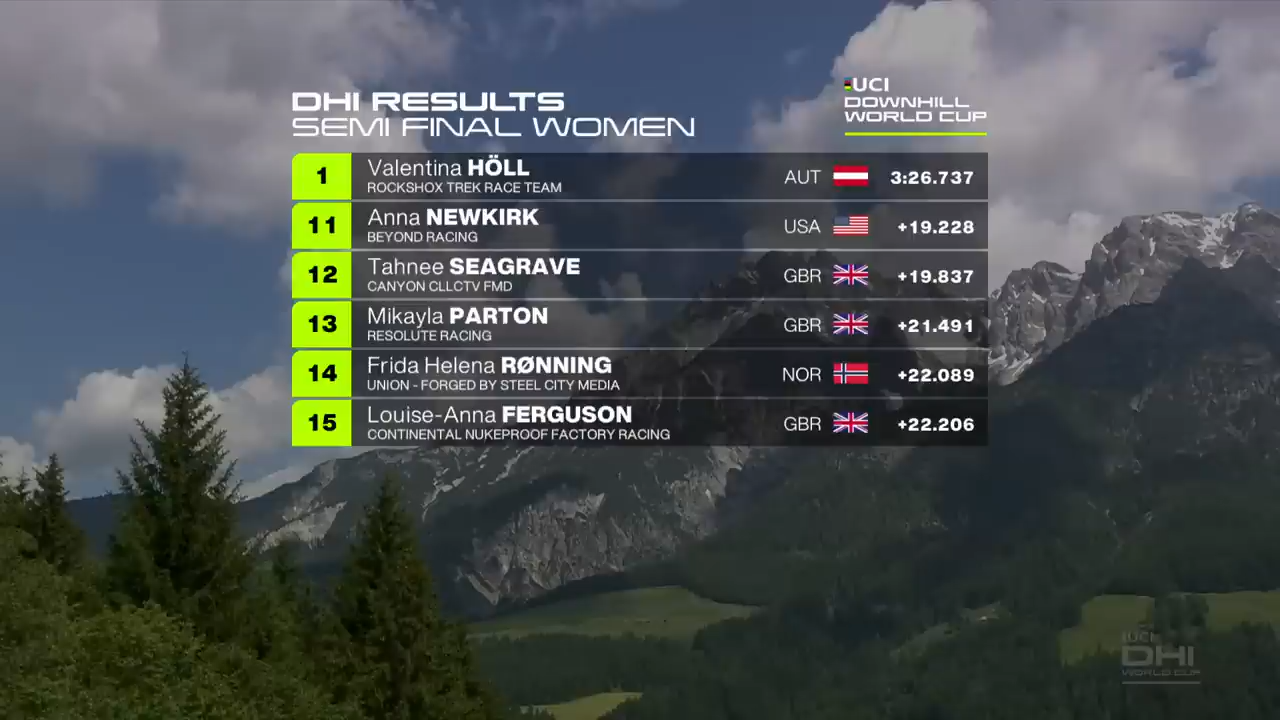 DHI RESULTS
SEMI FINAL WOMEN
UCI
DOWNHILL
WORLD CUP
1 Valentina HÖLL AUT 3:26.737
ROCKSHOX TREK RACE TEAM
11 Anna NEWKIRK USA +19.228
BEYOND RACING
12 Tahnee SEAGRAVE GBR +19.837
CANYON CLLCTV FMD
13 Mikayla PARTON GBR +21.491
RESOLUTE RACING
14 Frida Helena RØNNING NOR +22.089
UNION - FORGED BY STEEL CITY MEDIA
15 Louise-Anna FERGUSON GBR +22.206
CONTINENTAL NUKEPROOF FACTORY RACING
UCI
DHI
WORLD CUP